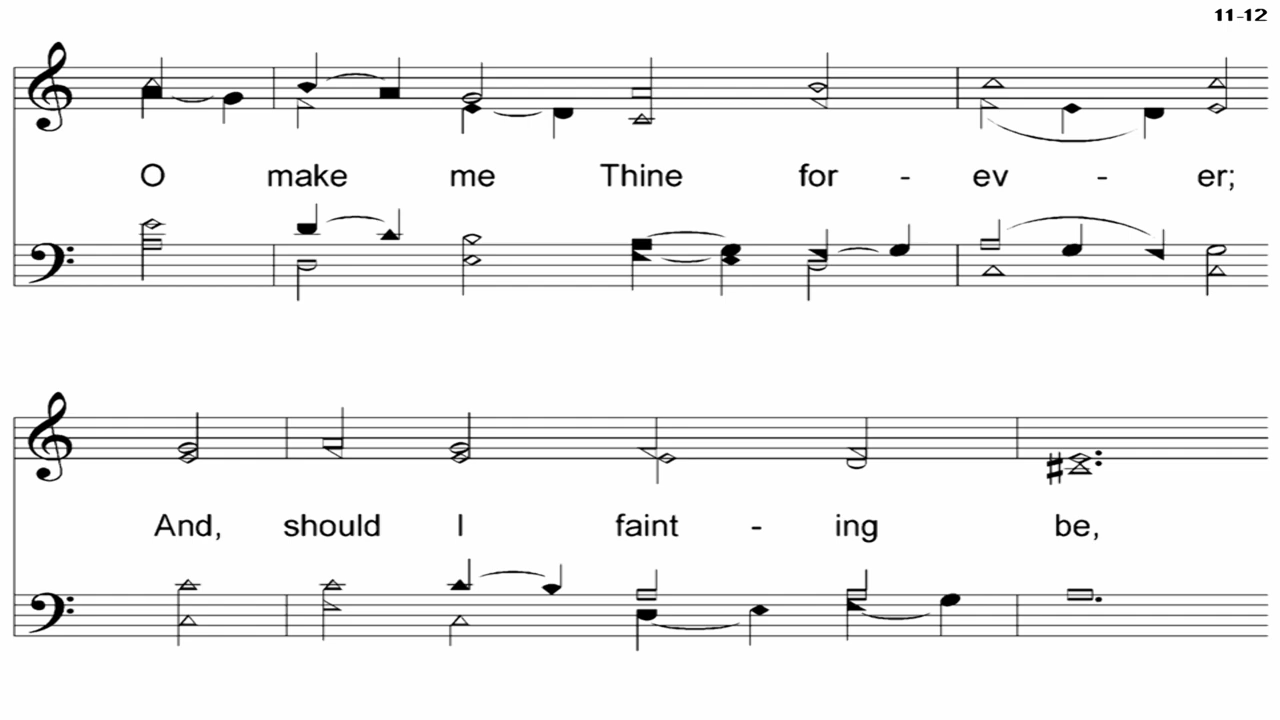 11-12
O make me Thine for - ev - er;
And, should I faint - ing be,